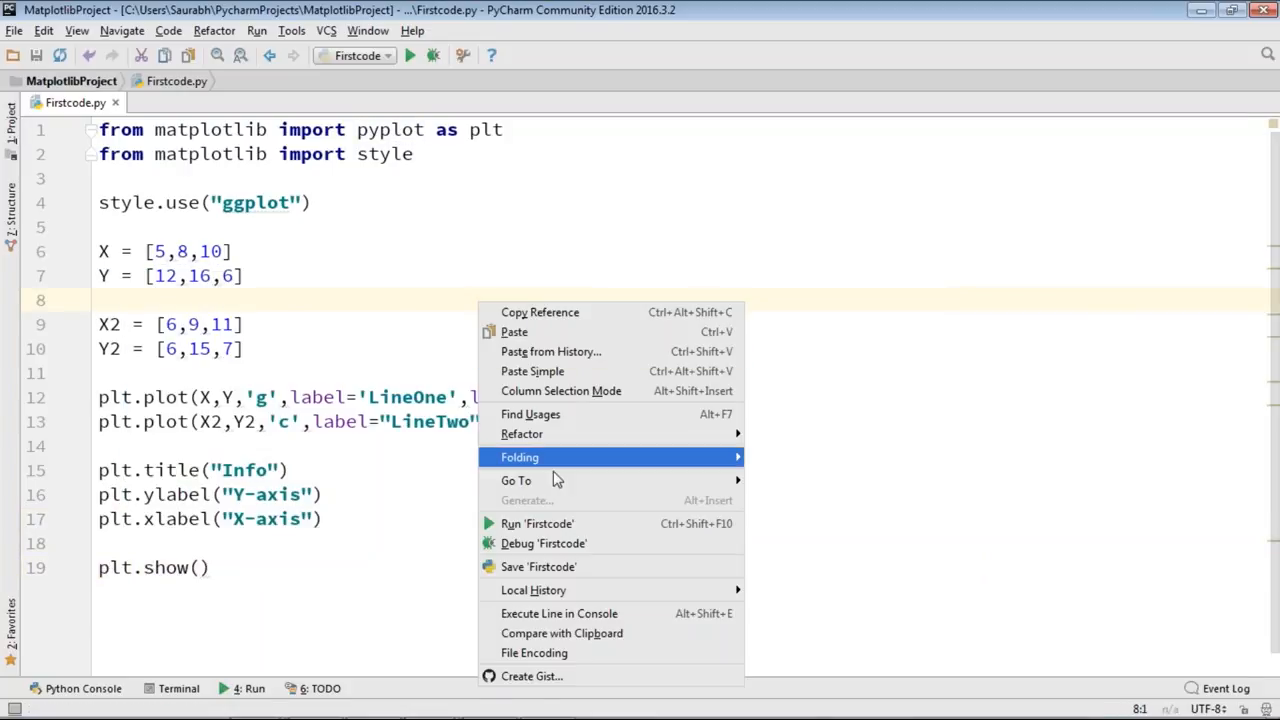 MatplotlibProject - [C:\Users\Saurabh\PycharmProjects\MatplotlibProject] - ...\Firstcode.py - PyCharm Community Edition 2016.3.2
File Edit View Navigate Code Refactor Run Tools VCS Window Help
Firstcode
MatplotlibProject Firstcode.py
Firstcode.py
1: Project
Z: Structure
2: Favorites
1 from matplotlib import pyplot as plt
2 from matplotlib import style
3
4 style.use("ggplot")
5
6 X = [5,8,10]
7 Y = [12,16,6]
8
9 X2 = [6,9,11]
10 Y2 = [6,15,7]
11
12 plt.plot(X,Y,'g',label='LineOne',l
13 plt.plot(X2,Y2,'c',label="LineTwo"
14
15 plt.title("Info")
16 plt.ylabel("Y-axis")
17 plt.xlabel("X-axis")
18
19 plt.show()
Copy Reference Ctrl+Alt+Shift+C
Paste Ctrl+V
Paste from History... Ctrl+Shift+V
Paste Simple Ctrl+Alt+Shift+V
Column Selection Mode Alt+Shift+Insert
Find Usages Alt+F7
Refactor
Folding
Go To
Generate... Alt+Insert
Run 'Firstcode' Ctrl+Shift+F10
Debug 'Firstcode'
Save 'Firstcode'
Local History
Execute Line in Console Alt+Shift+E
Compare with Clipboard
File Encoding
Create Gist...
Python Console Terminal 4: Run 6: TODO Event Log
8:1 n/a UTF-8